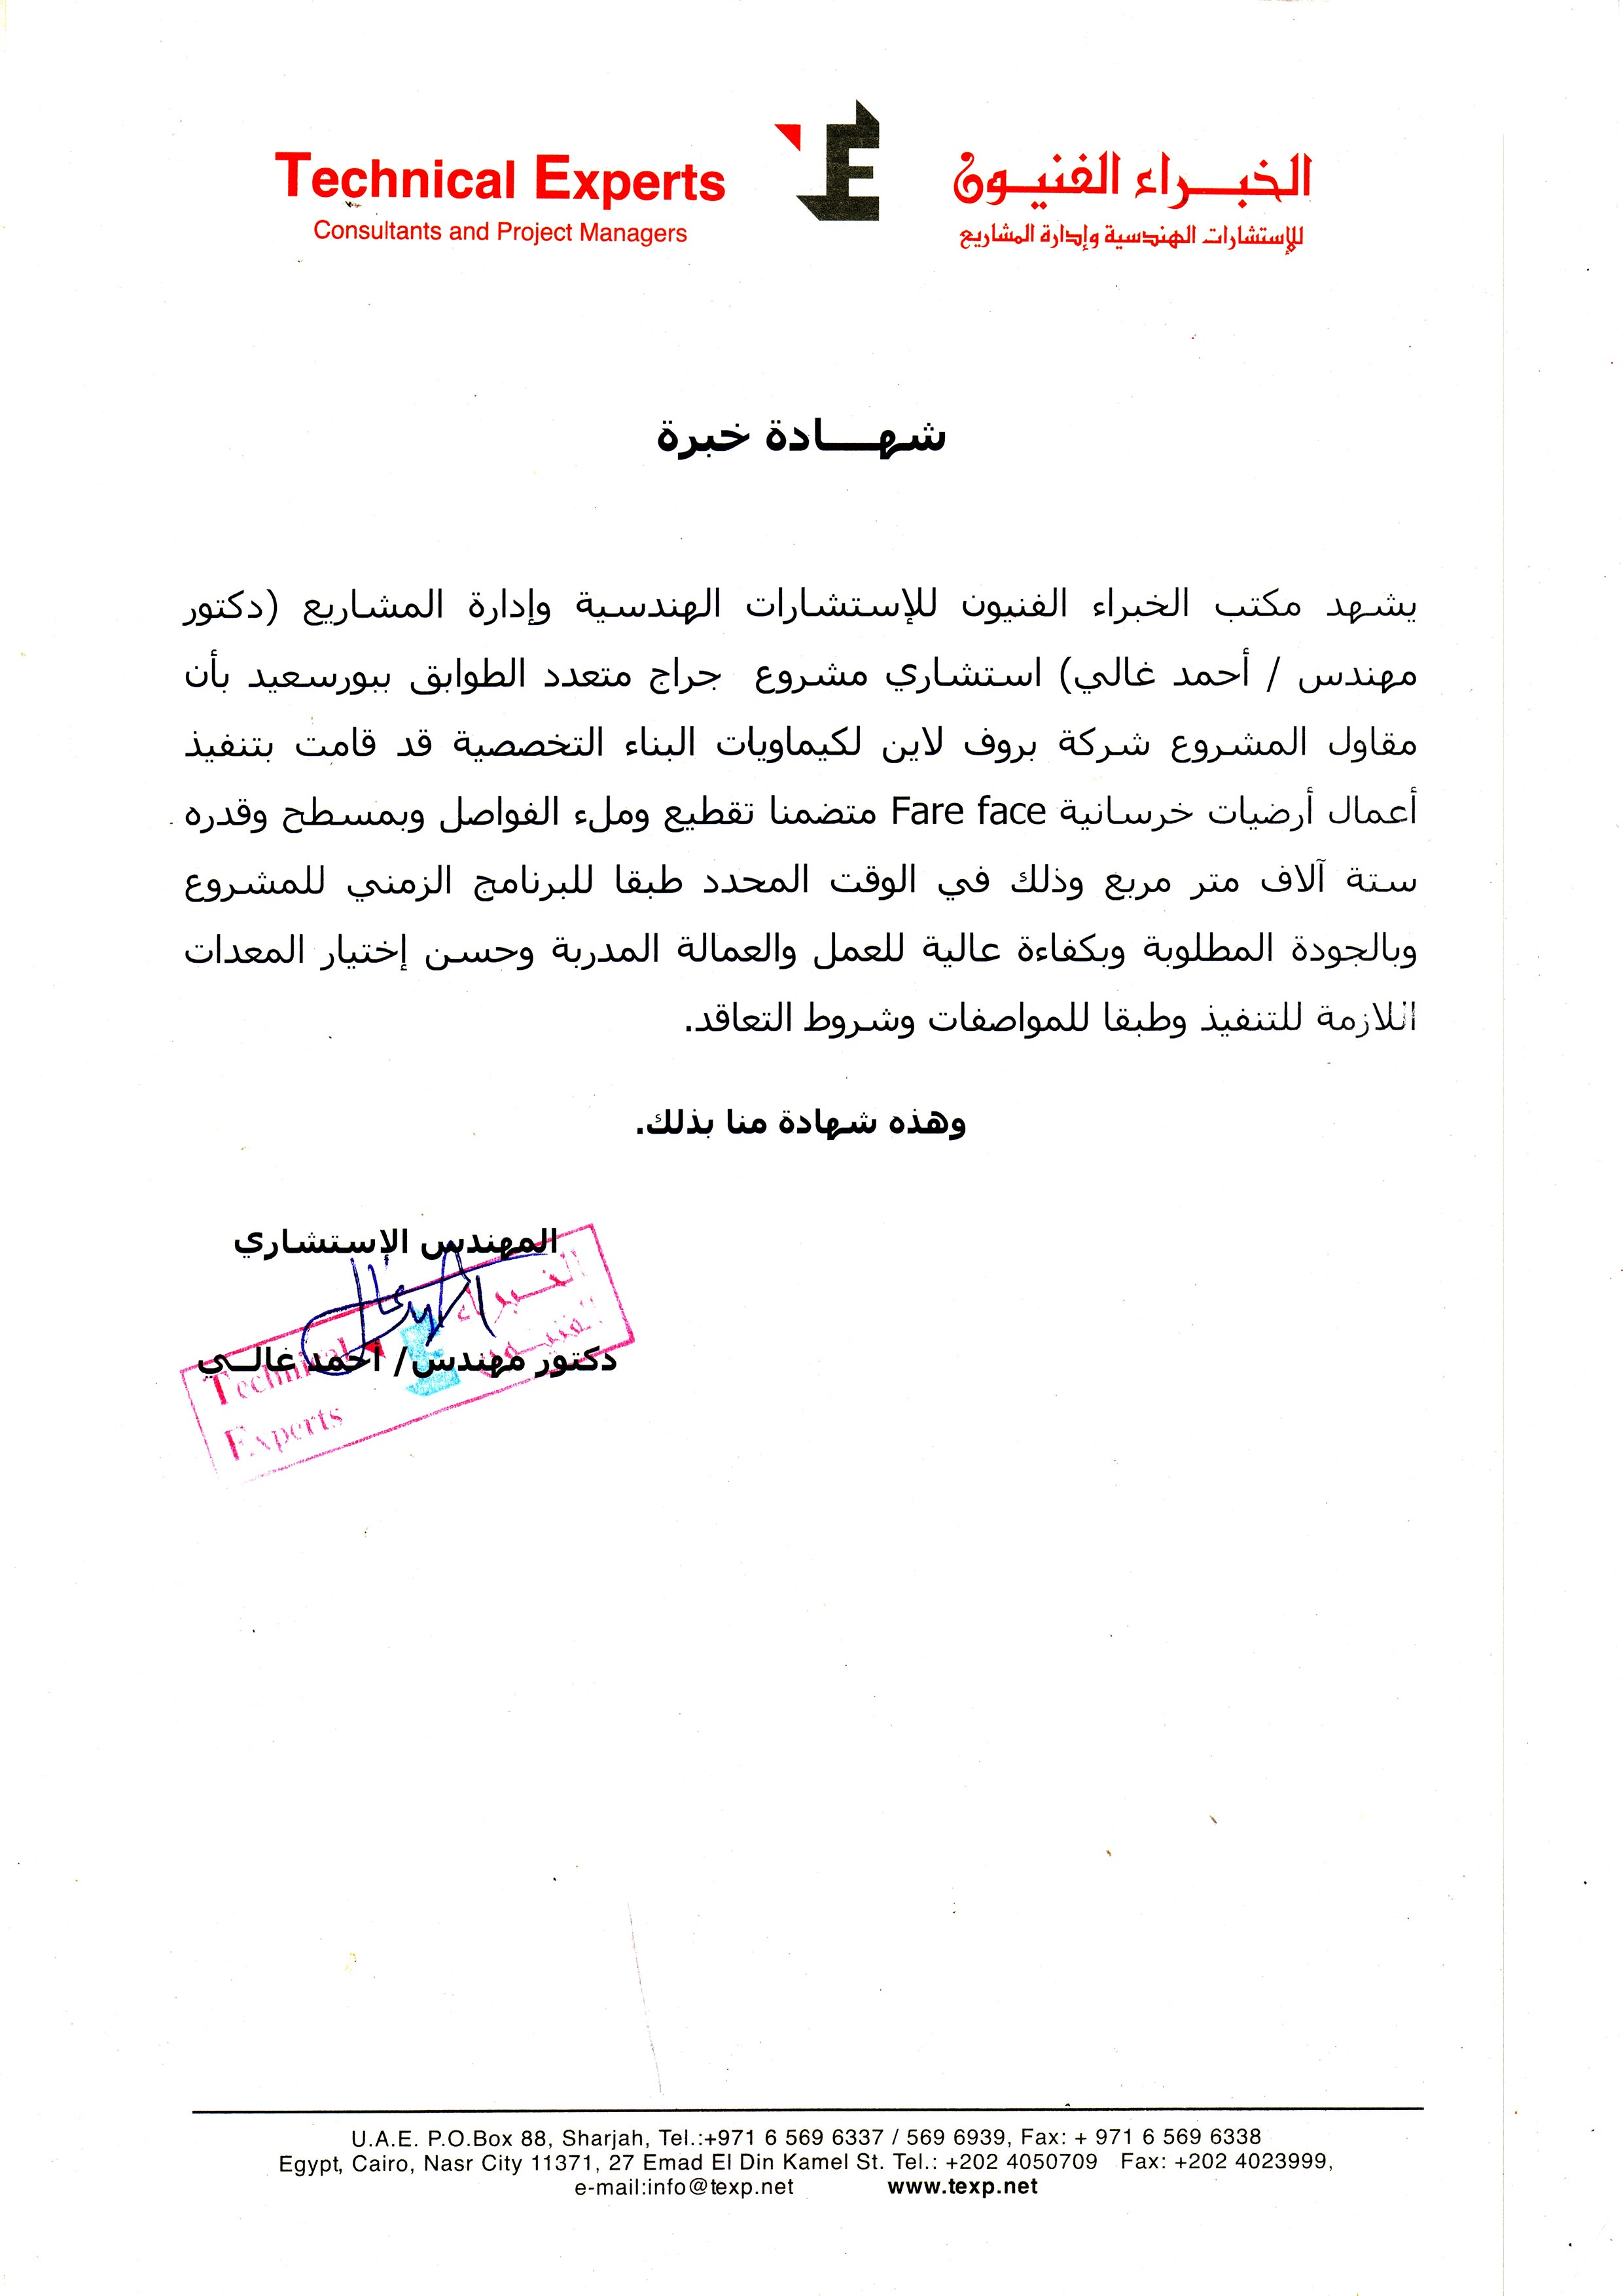 Technical Experts
Consultants and Project Managers
الخبـــراء الفنيــون
للإستشارات الهندسية وإدارة المشاريع
شهــــادة خبرة
يشهد مكتب الخبراء الفنيون للإستشارات الهندسية وإدارة المشاريع (دكتور
مهندس / أحمد غالي) استشاري مشروع جراج متعدد الطوابق ببورسعيد بأن
مقاول المشروع شركة بروف لاين لكيماويات البناء التخصصية قد قامت بتنفيذ
أعمال أرضيات خرسانية Fare face متضمنا تقطيع وملء الفواصل وبمسطح وقدره
ستة آلاف متر مربع وذلك في الوقت المحدد طبقا للبرنامج الزمني للمشروع
وبالجودة المطلوبة وبكفاءة عالية للعمل والعمالة المدربة وحسن إختيار المعدات
اللازمة للتنفيذ وطبقا للمواصفات وشروط التعاقد.
وهذه شهادة منا بذلك.
المهندس الإستشاري
دكتور مهندس/ أحمد غالــي
الخــبراء
الفنيــون
Technical
Experts
U.A.E. P.O.Box 88, Sharjah, Tel.:+971 6 569 6337 / 569 6939, Fax: + 971 6 569 6338
Egypt, Cairo, Nasr City 11371, 27 Emad El Din Kamel St. Tel.: +202 4050709 Fax: +202 4023999,
e-mail:info@texp.net www.texp.net